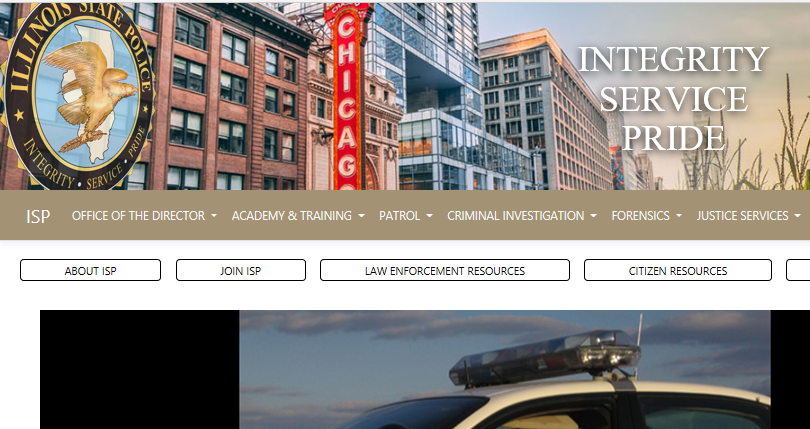 ILLINOIS STATE POLICE
INTEGRITY • SERVICE • PRIDE
CHICAGO
INTEGRITY
SERVICE
PRIDE
ISP OFFICE OF THE DIRECTOR ACADEMY & TRAINING PATROL CRIMINAL INVESTIGATION FORENSICS JUSTICE SERVICES
ABOUT ISP JOIN ISP LAW ENFORCEMENT RESOURCES CITIZEN RESOURCES